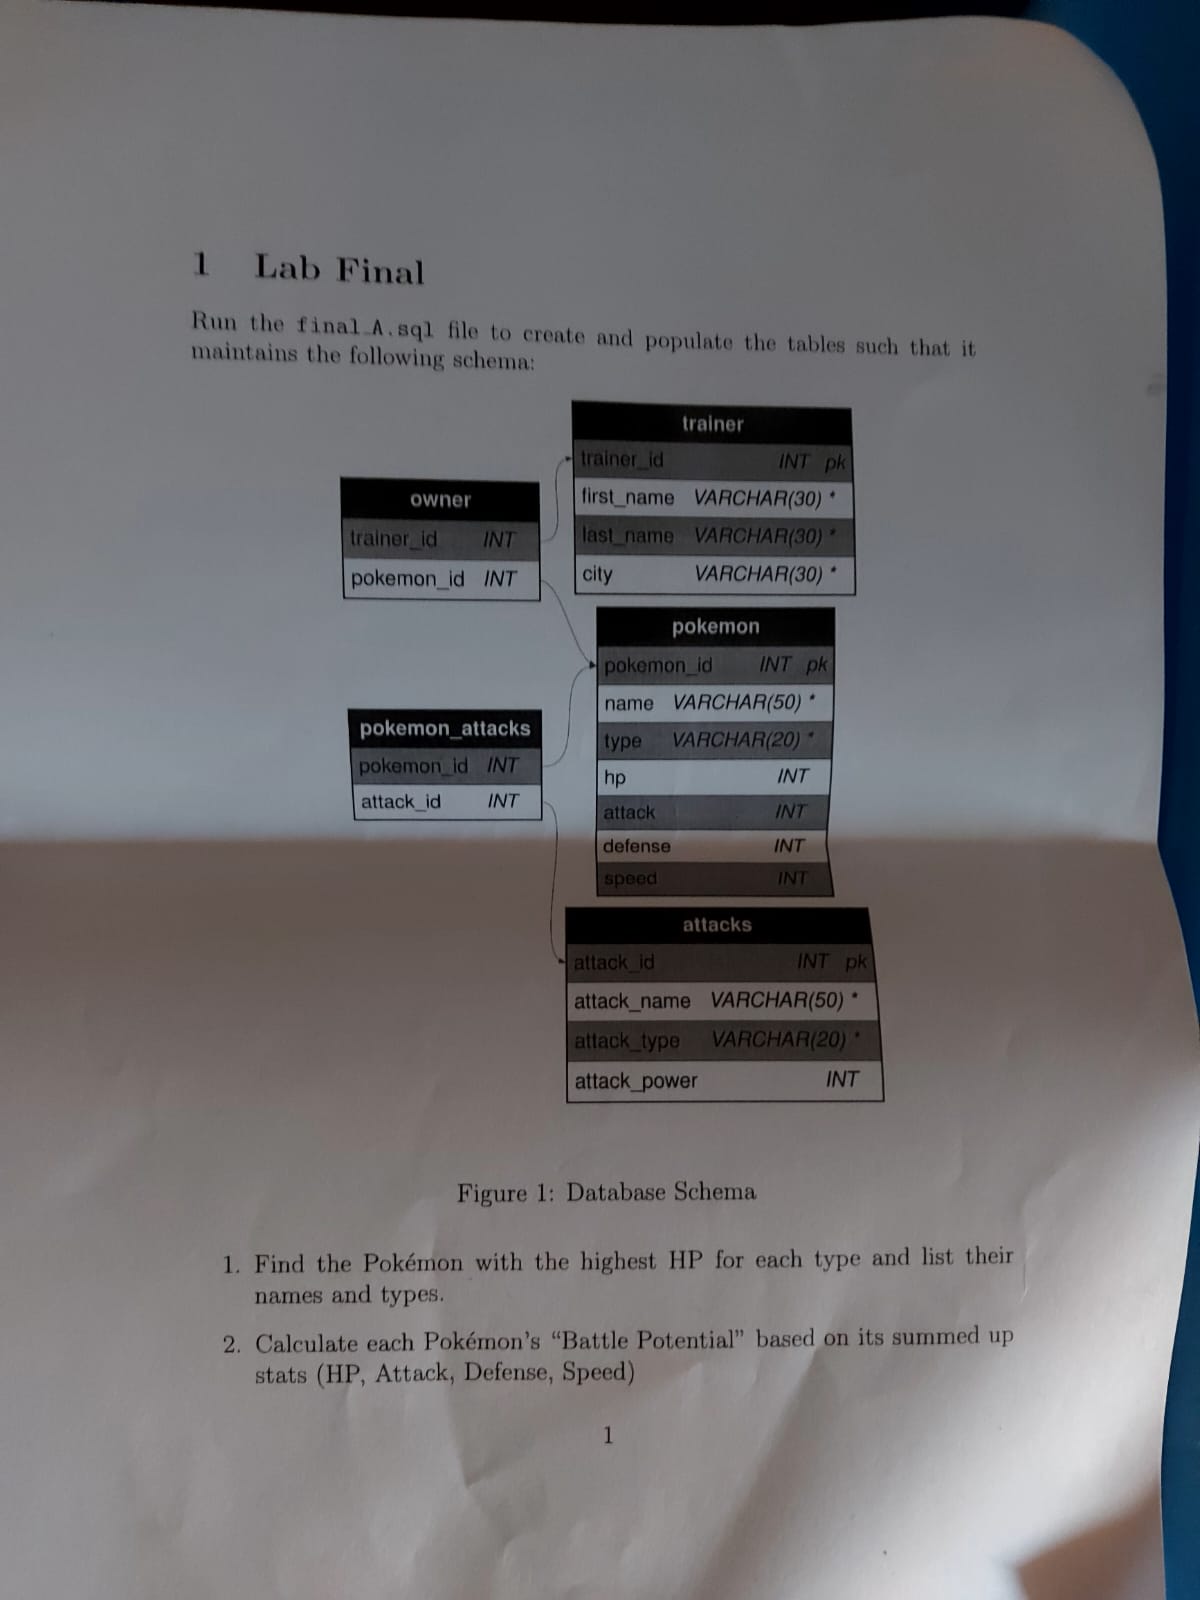 1 Lab Final
Run the final_A.sql file to create and populate the tables such that it
maintains the following schema:
trainer
trainer_id INT pk
first_name VARCHAR(30) *
last_name VARCHAR(30) *
city VARCHAR(30) *
owner
trainer_id INT
pokemon_id INT
pokemon
pokemon_id INT pk
name VARCHAR(50) *
type VARCHAR(20) *
hp INT
attack INT
defense INT
speed INT
pokemon_attacks
pokemon_id INT
attack_id INT
attacks
attack_id INT pk
attack_name VARCHAR(50) *
attack_type VARCHAR(20) *
attack_power INT
Figure 1: Database Schema
1. Find the Pokémon with the highest HP for each type and list their
names and types.
2. Calculate each Pokémon's “Battle Potential” based on its summed up
stats (HP, Attack, Defense, Speed)
1